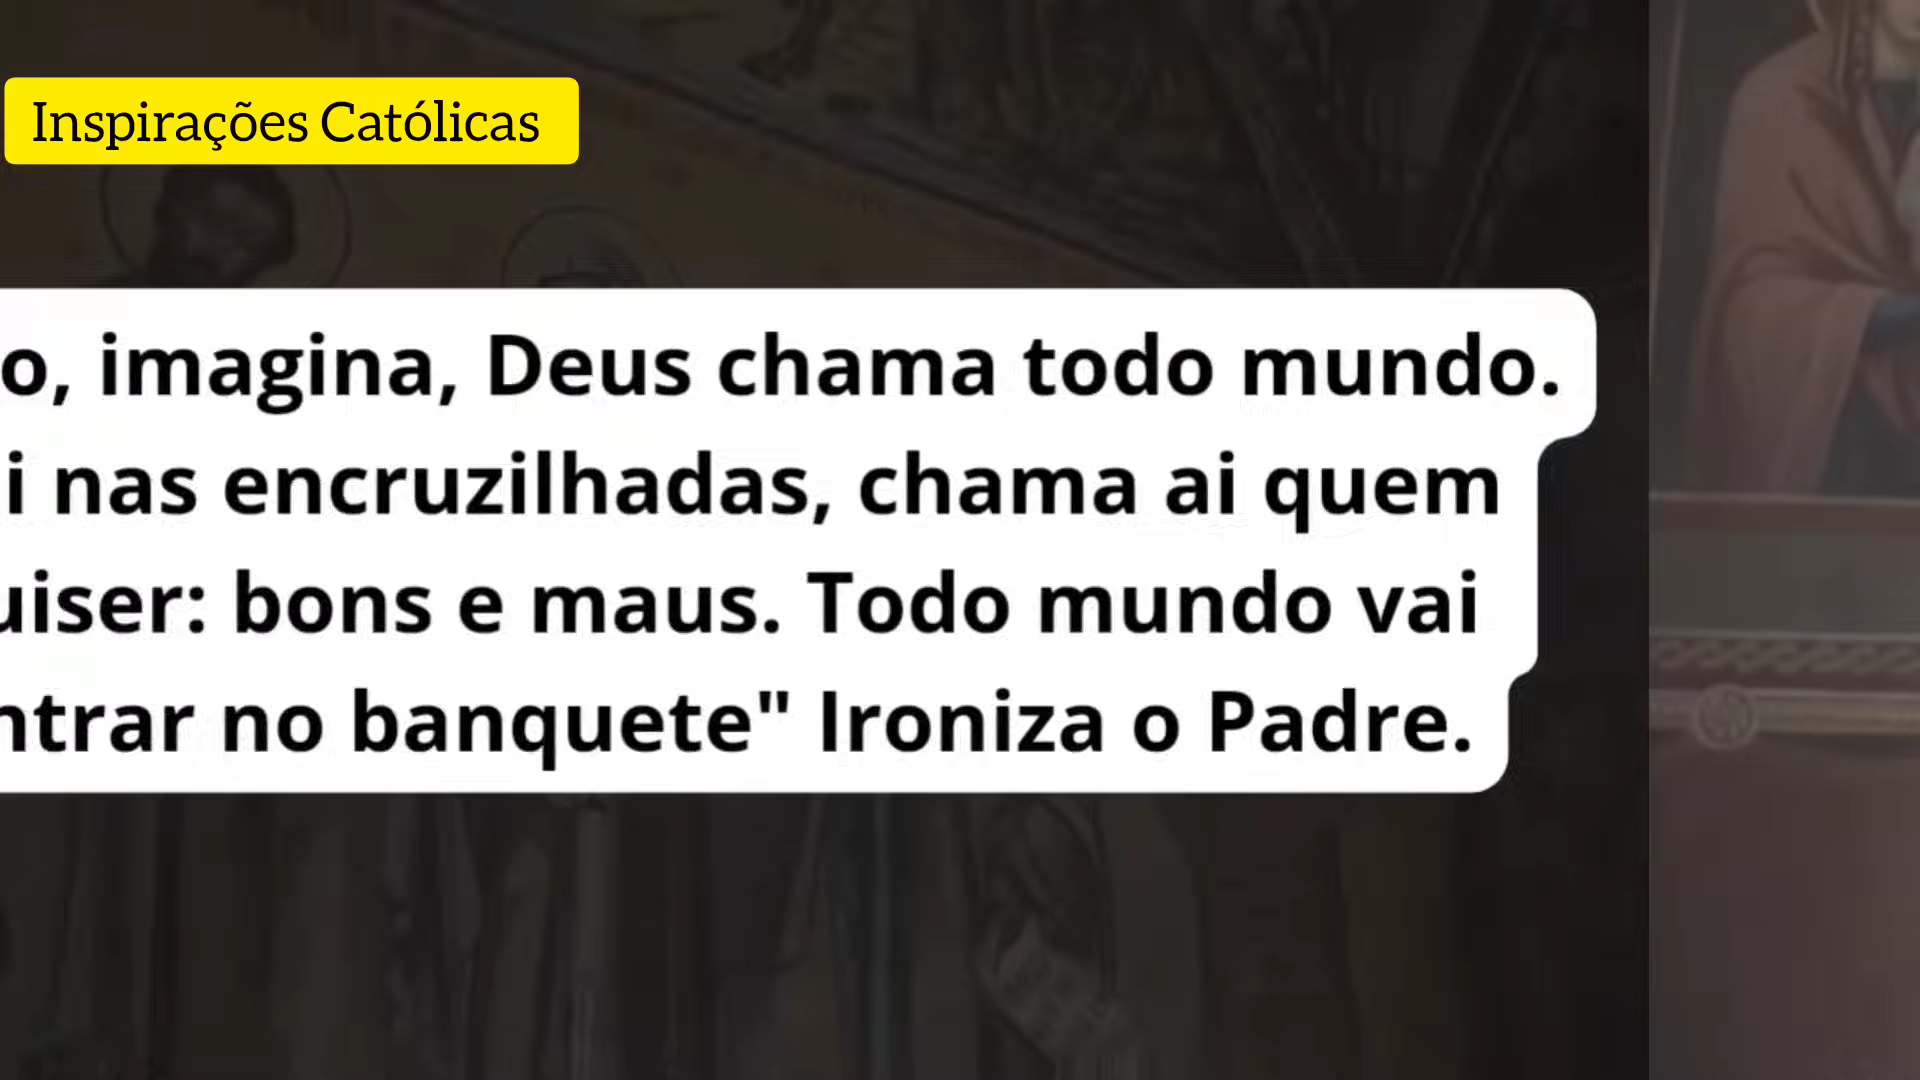 Inspirações Católicas
o, imagina, Deus chama todo mundo.
i nas encruzilhadas, chama ai quem
uiser: bons e maus. Todo mundo vai
ntrar no banquete" Ironiza o Padre.